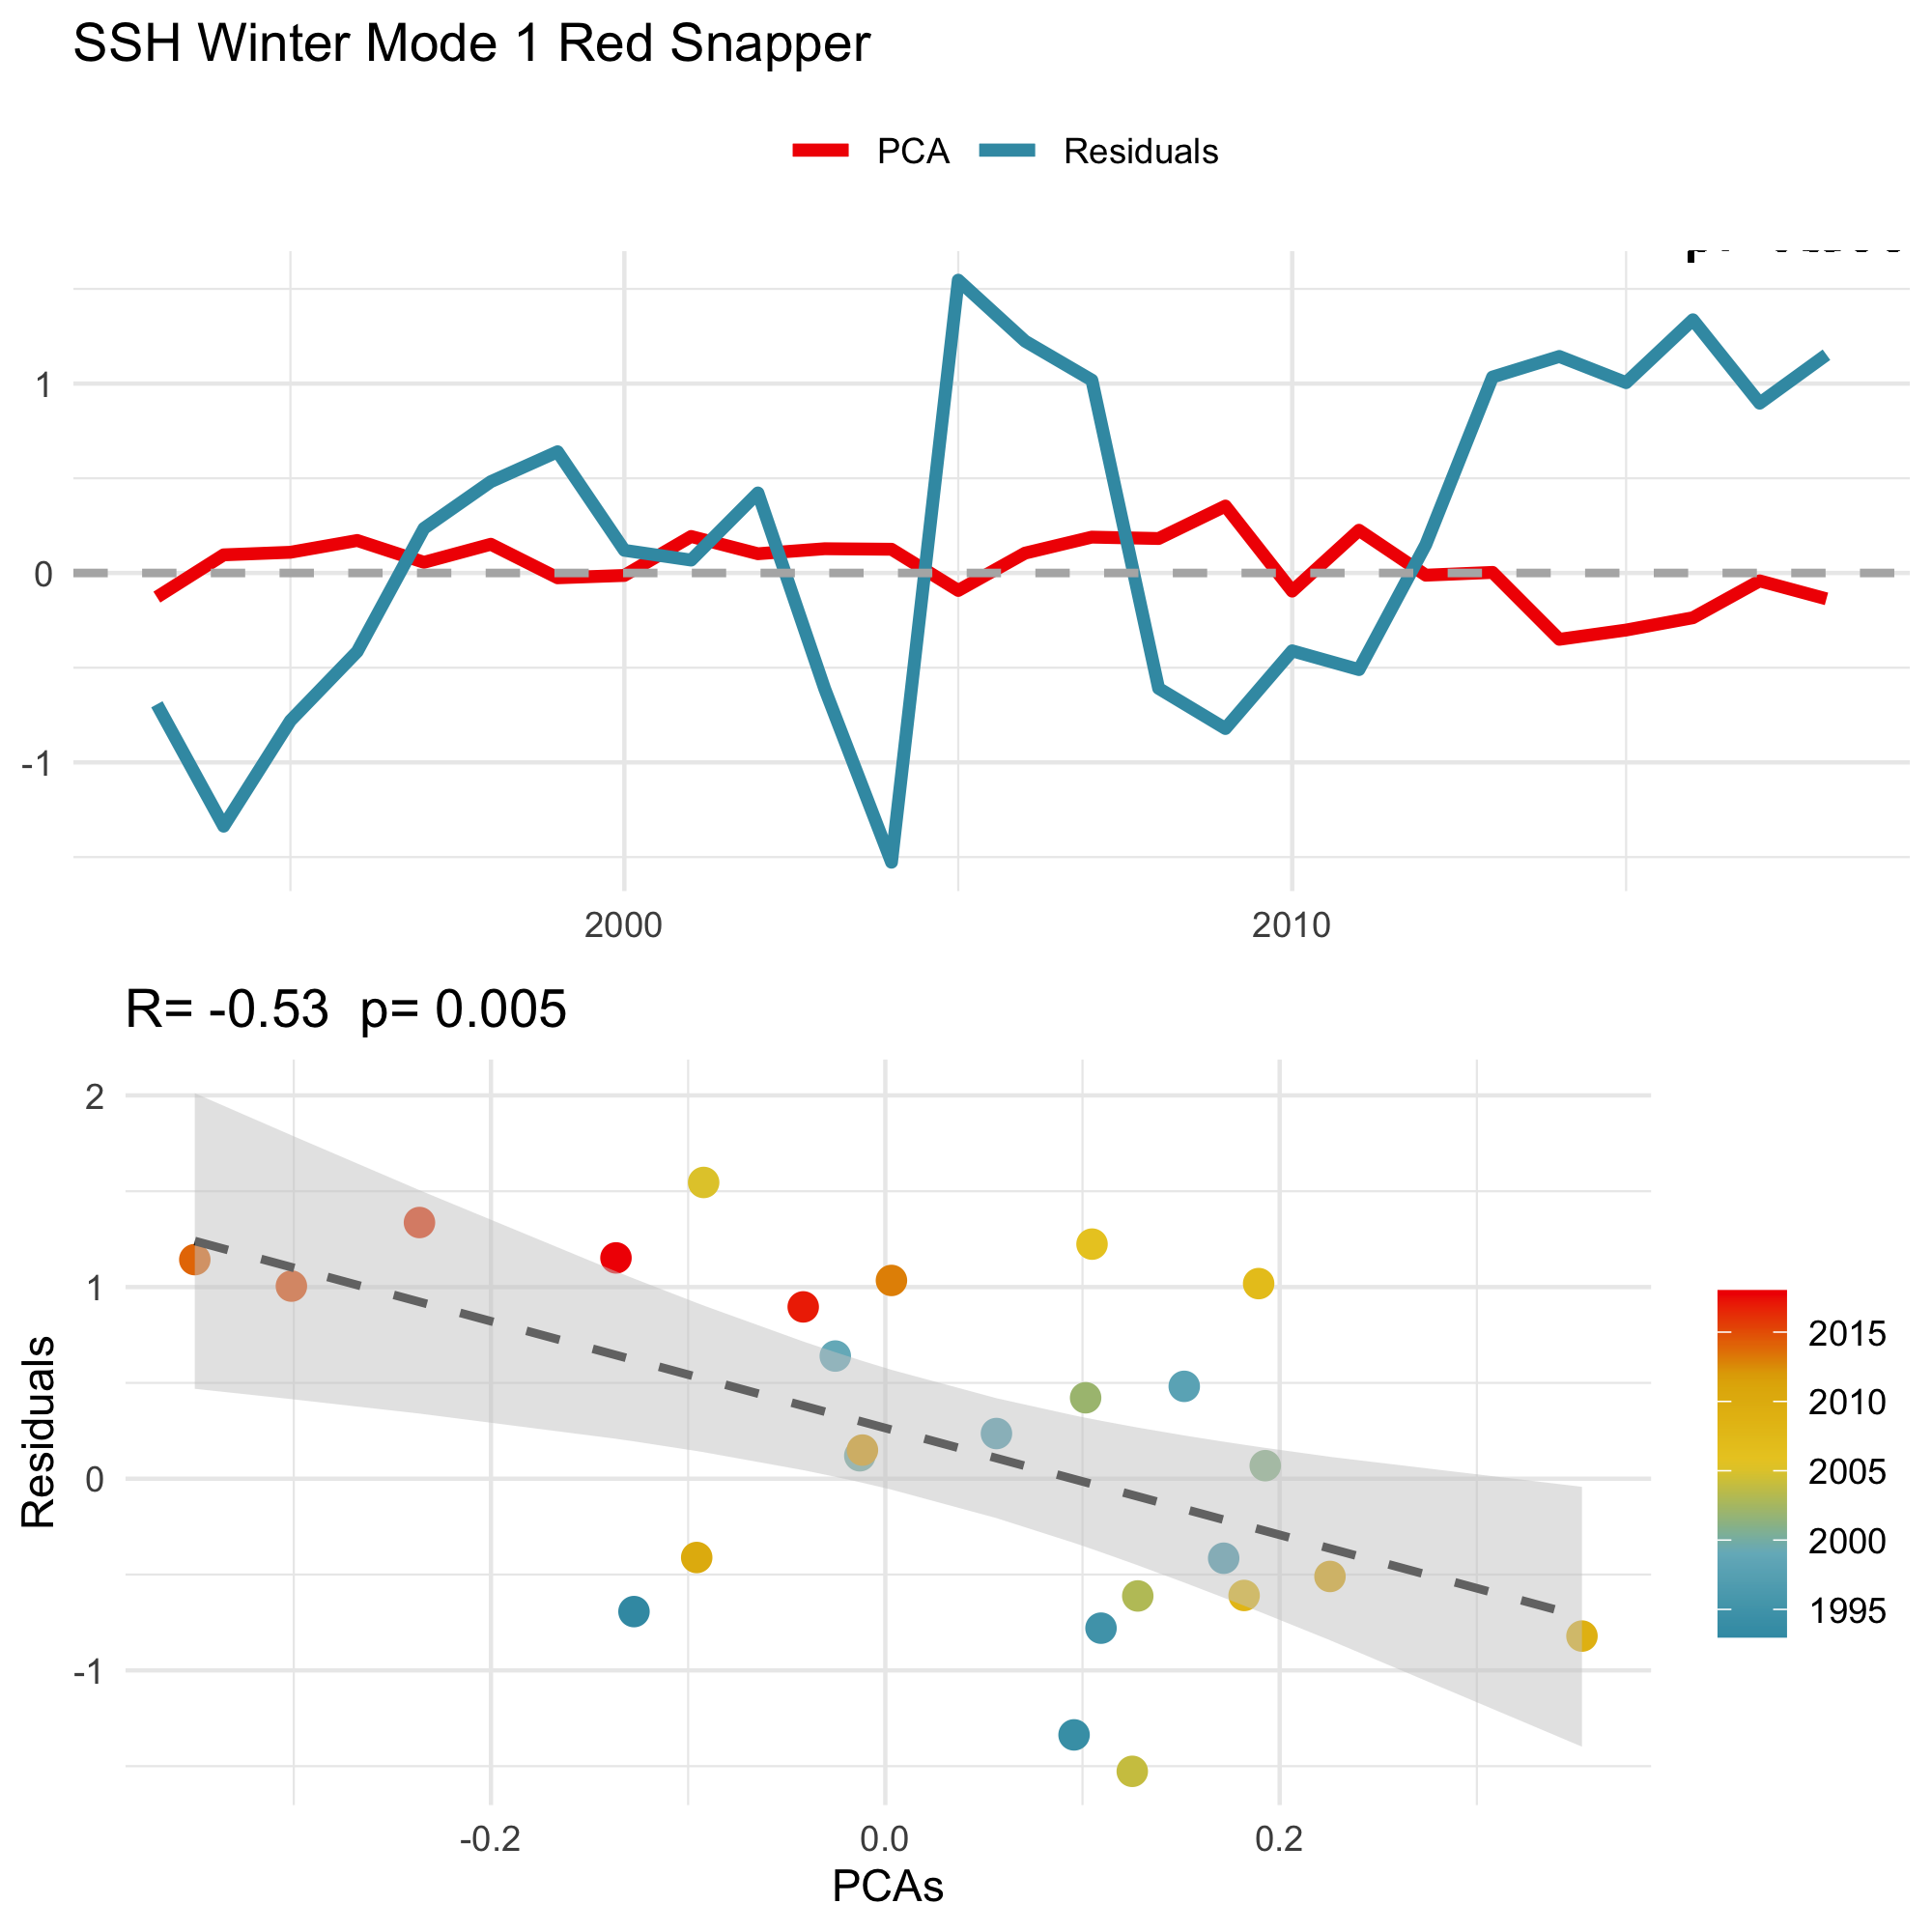 SSH Winter Mode 1 Red Snapper
PCA Residuals
1
0
-1
2000 2010
R= -0.53 p= 0.005
2
1
0
-1
Residuals
-0.2 0.0 0.2
PCAs
2015
2010
2005
2000
1995